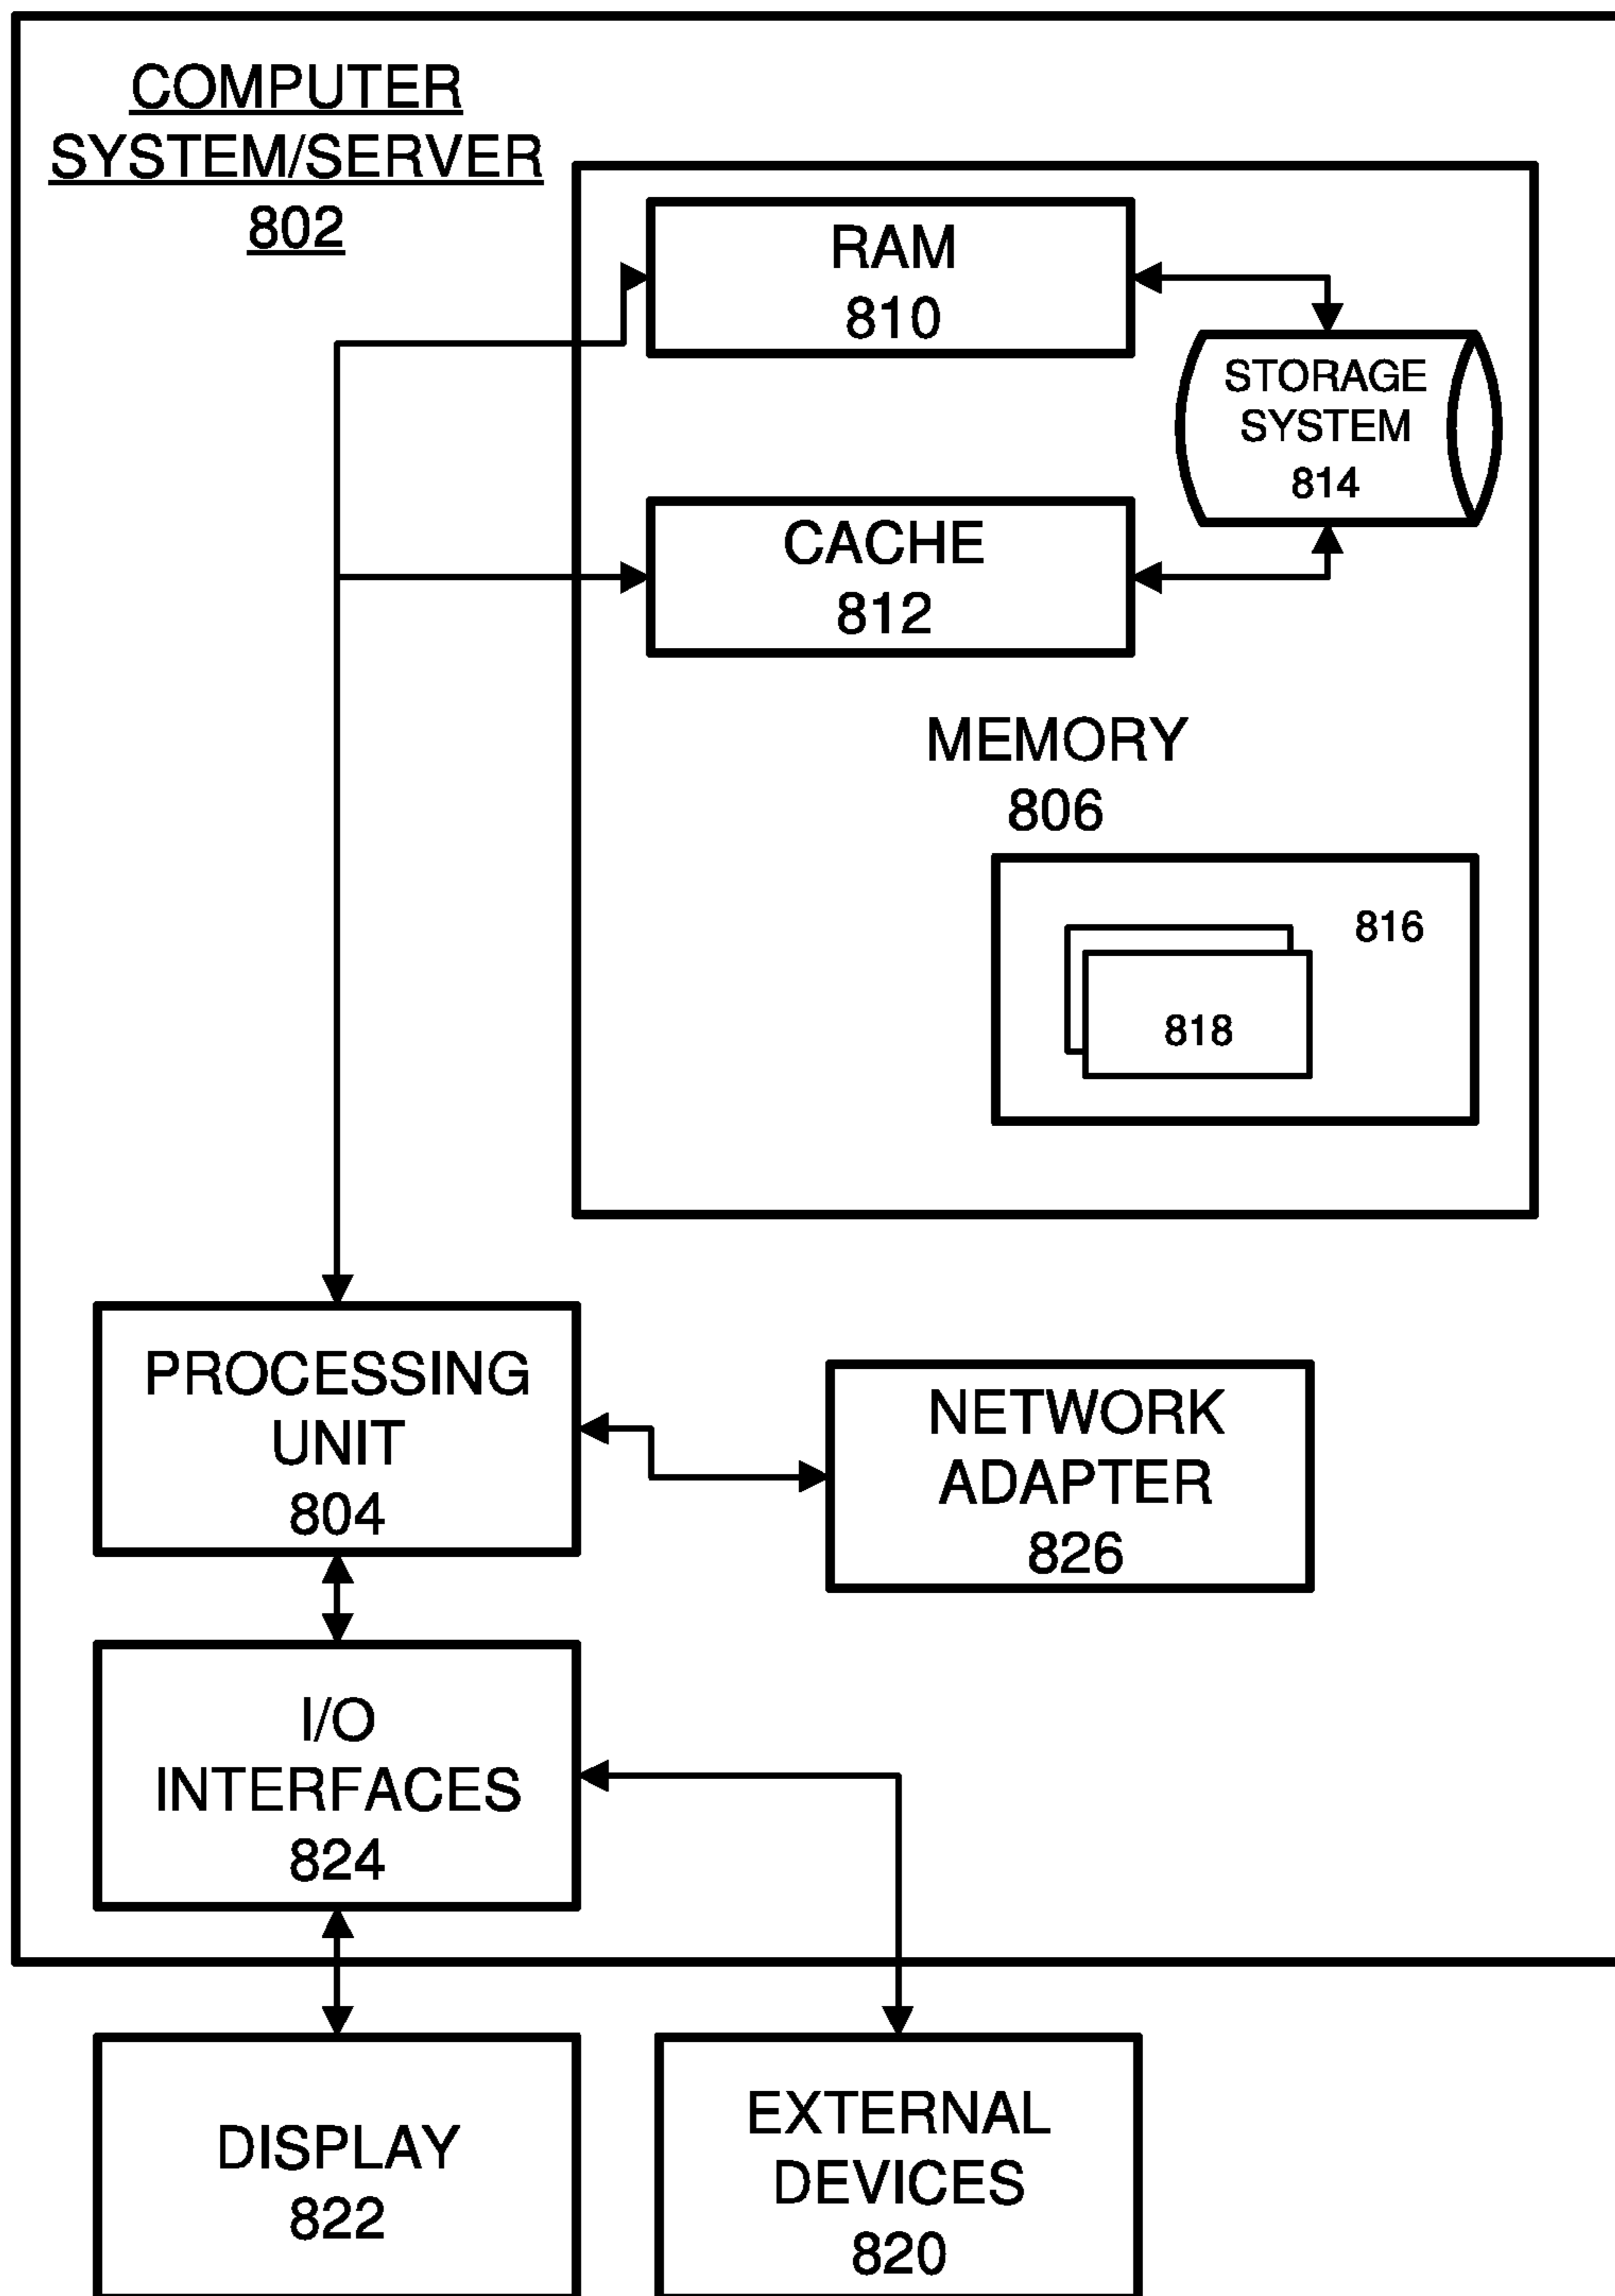 COMPUTER
SYSTEM/SERVER
802
RAM
810
STORAGE
SYSTEM
814
CACHE
812
MEMORY
806
816
818
PROCESSING
UNIT
804
NETWORK
ADAPTER
826
I/O
INTERFACES
824
DISPLAY
822
EXTERNAL
DEVICES
820